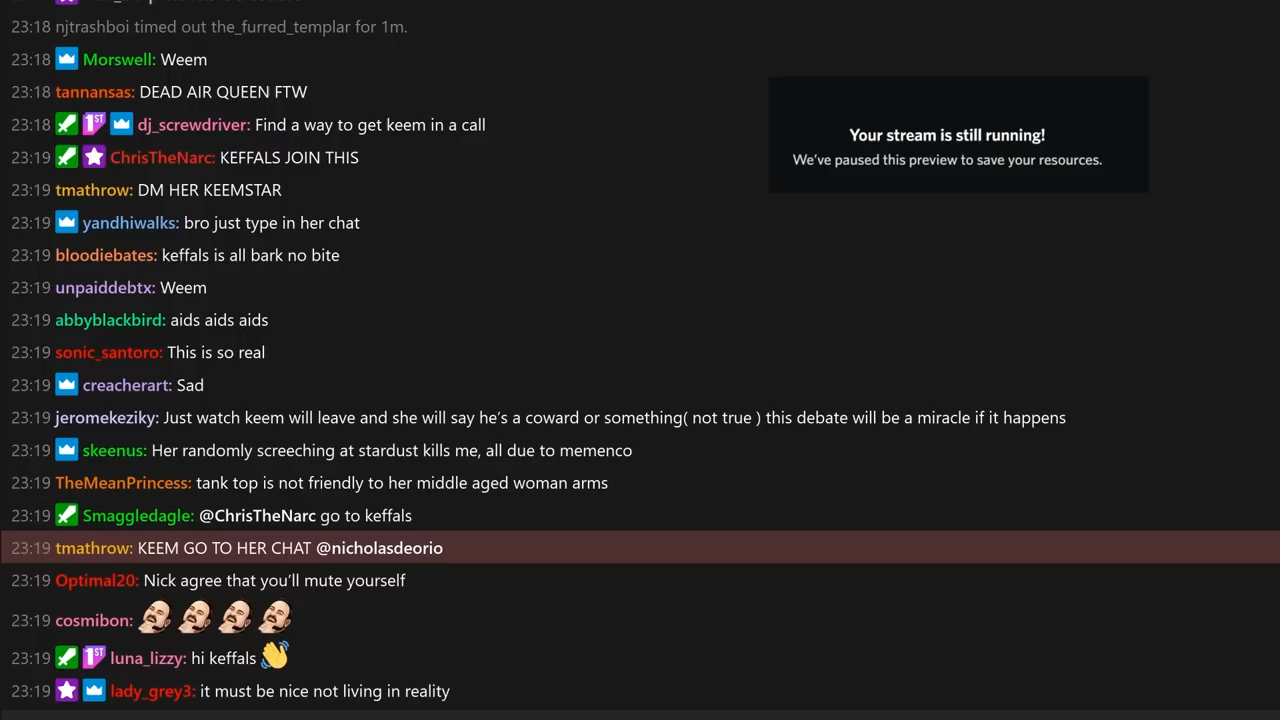 23:18 njtrashboi timed out the_furred_templar for 1m.
23:18 Morswell: Weem
23:18 tannansas: DEAD AIR QUEEN FTW
23:18 1ST dj_screwdriver: Find a way to get keem in a call
23:19 ChrisTheNarc: KEFFALS JOIN THIS
Your stream is still running!
We've paused this preview to save your resources.
23:19 tmathrow: DM HER KEEMSTAR
23:19 yandhiwalks: bro just type in her chat
23:19 bloodiebates: keffals is all bark no bite
23:19 unpaiddebtx: Weem
23:19 abbyblackbird: aids aids aids
23:19 sonic_santoro: This is so real
23:19 creacherart: Sad
23:19 jeromekeziky: Just watch keem will leave and she will say he's a coward or something( not true ) this debate will be a miracle if it happens
23:19 skeenus: Her randomly screeching at stardust kills me, all due to memenco
23:19 TheMeanPrincess: tank top is not friendly to her middle aged woman arms
23:19 Smaggledagle: @ChrisTheNarc go to keffals
23:19 tmathrow: KEEM GO TO HER CHAT @nicholasdeorio
23:19 Optimal20: Nick agree that you'll mute yourself
23:19 cosmibon:
23:19 1ST luna_lizzy: hi keffals
23:19 lady_grey3: it must be nice not living in reality